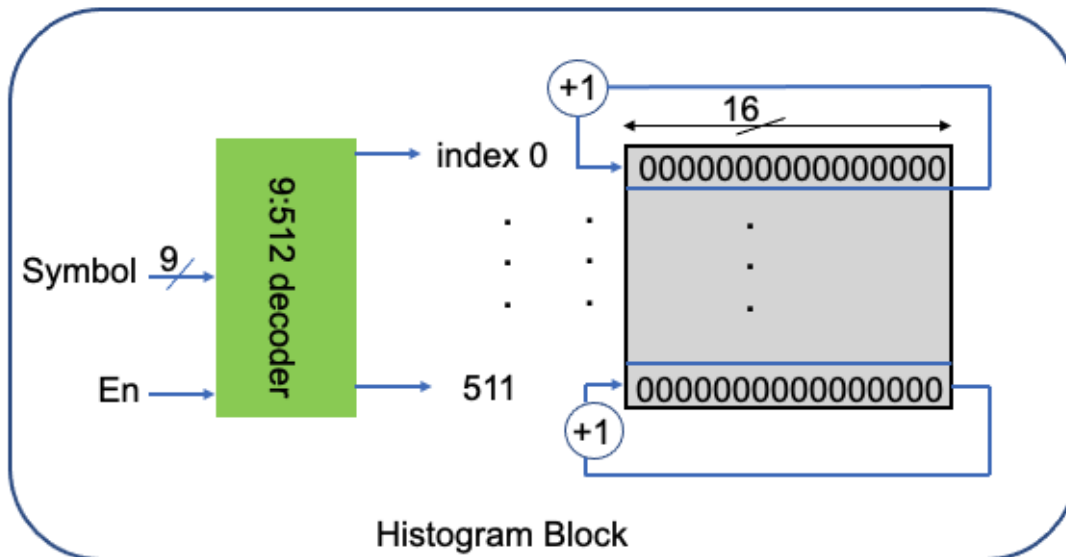 +1
16
index 0
0000000000000000
9:512 decoder
Symbol
9
En
511
0000000000000000
+1
Histogram Block